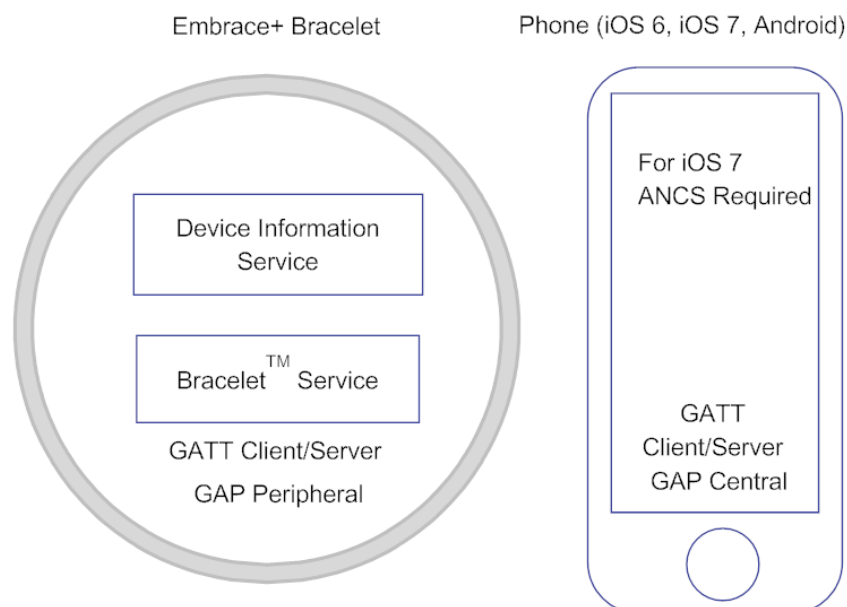 Embrace+ Bracelet
Device Information
Service
Bracelet™ Service
GATT Client/Server
GAP Peripheral
Phone (iOS 6, iOS 7, Android)
For iOS 7
ANCS Required
GATT
Client/Server
GAP Central